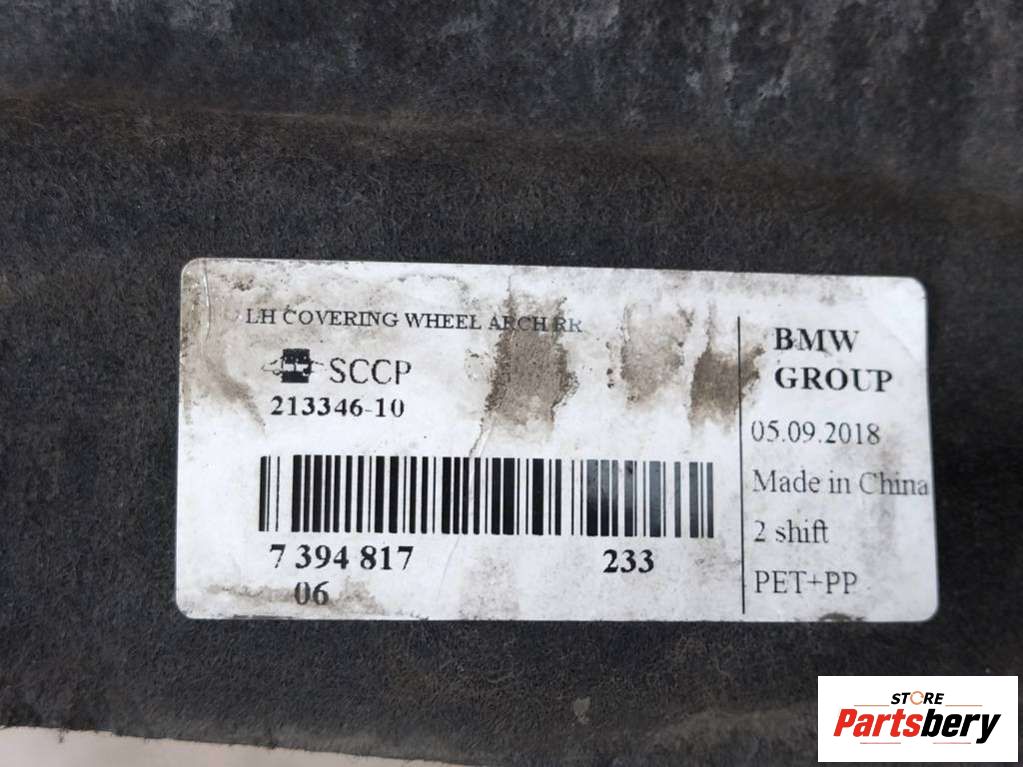 LH COVERING WHEEL ARCH RR
SCCP
213346-10
7 394 817
233
06
BMW
GROUP
05.09.2018
Made in China
2 shift
PET+PP
STORE
Partsbery